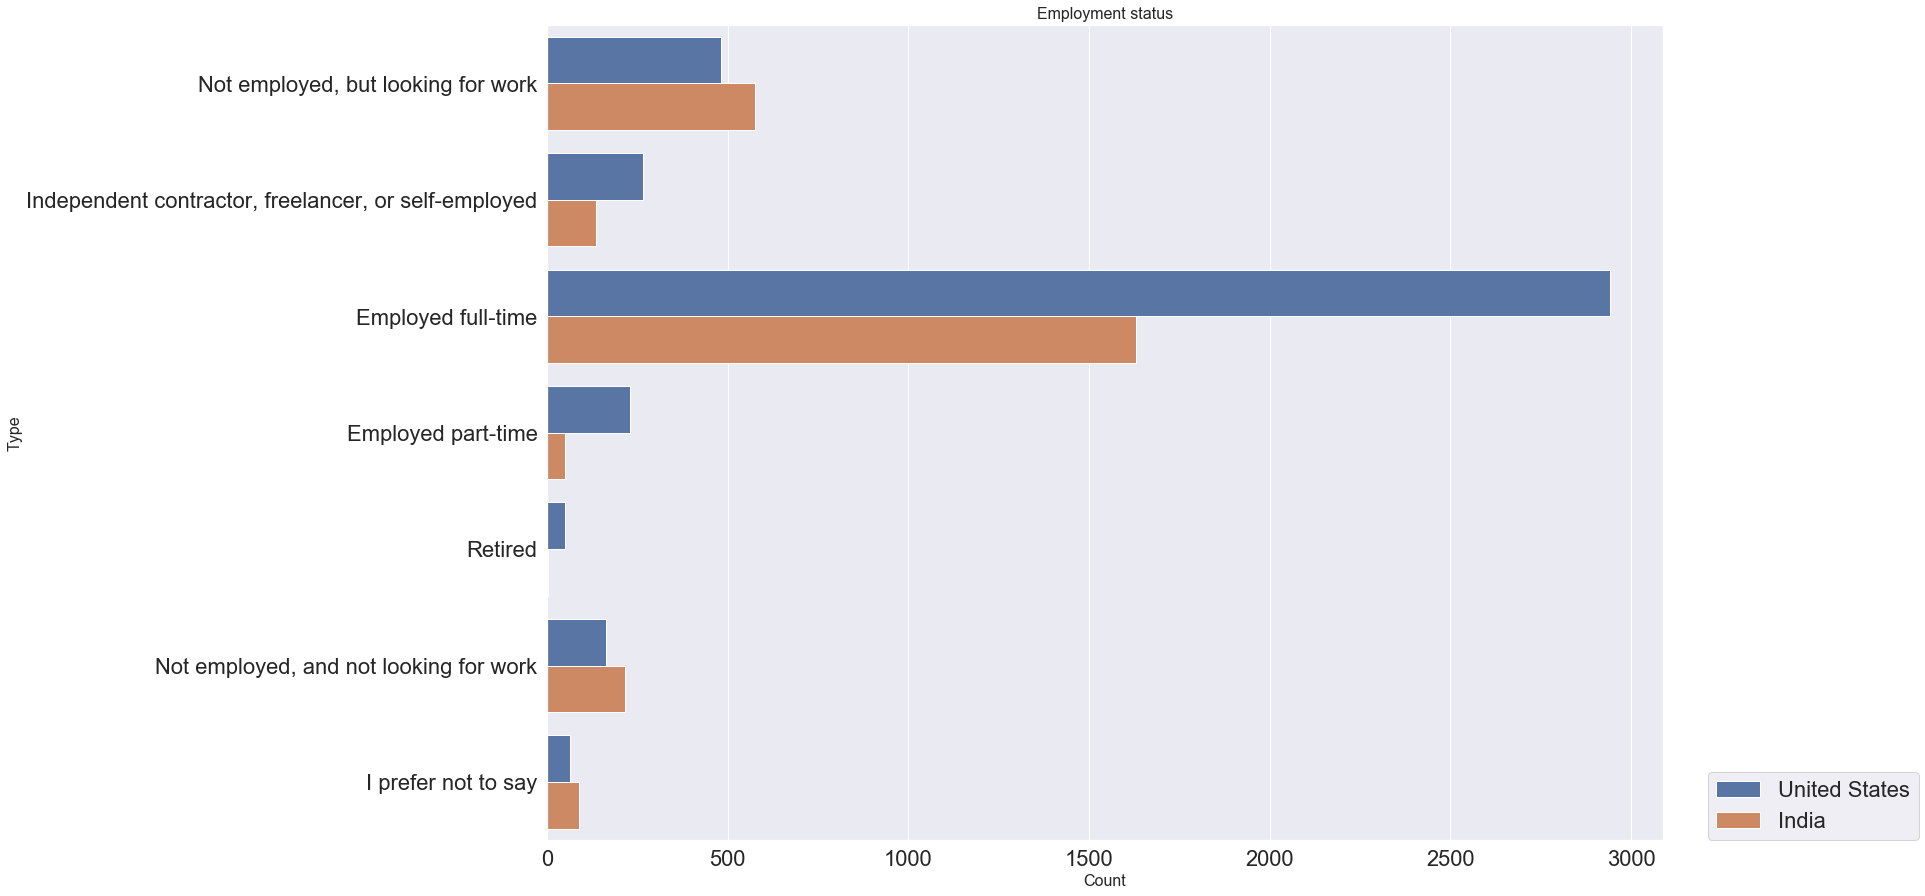 Employment status
Not employed, but looking for work
Independent contractor, freelancer, or self-employed
Employed full-time
Employed part-time
Retired
Not employed, and not looking for work
I prefer not to say
Type
0 500 1000 1500 2000 2500 3000
Count
United States
India